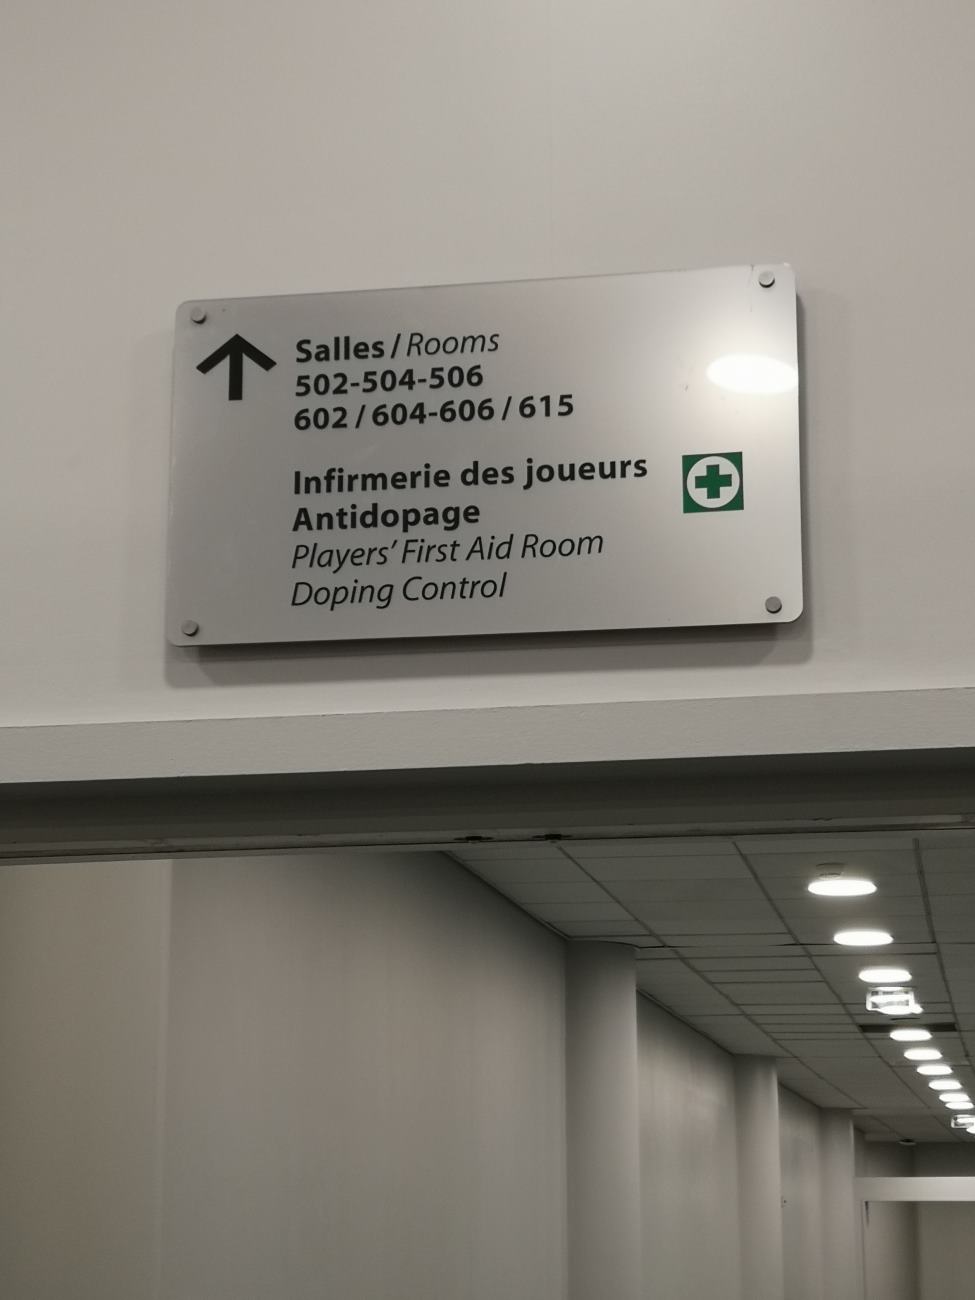 Salles / Rooms
502-504-506
602 / 604-606 / 615
Infirmerie des joueurs
Antidopage
Players' First Aid Room
Doping Control